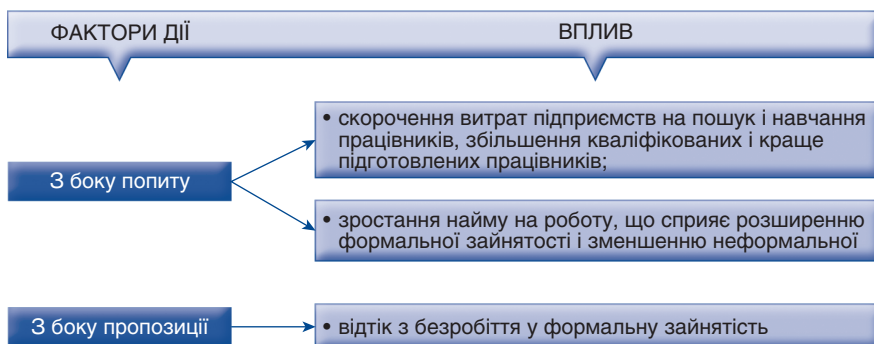 ФАКТОРИ ДІЇ
ВПЛИВ
З боку попиту
• скорочення витрат підприємств на пошук і навчання
працівників, збільшення кваліфікованих і краще
підготовлених працівників;
• зростання найму на роботу, що сприяє розширенню
формальної зайнятості і зменшенню неформальної
З боку пропозиції
• відтік з безробіття у формальну зайнятість